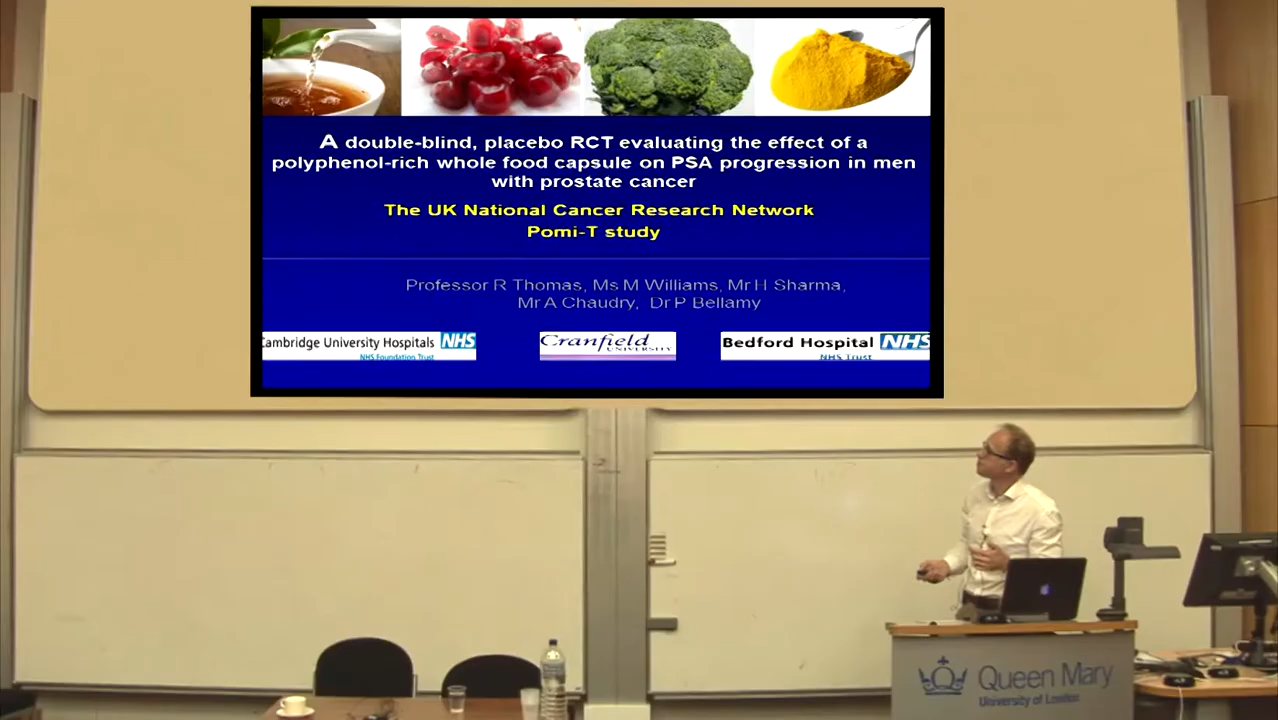 A double-blind, placebo RCT evaluating the effect of a
polyphenol-rich whole food capsule on PSA progression in men
with prostate cancer
The UK National Cancer Research Network
Pomi-T study
Professor R Thomas, Ms M Williams, Mr H Sharma,
Mr A Chaudry, Dr P Bellamy
Cambridge University Hospitals NHS
NHS Foundation Trust
Cranfield
UNIVERSITY
Bedford Hospital NHS
NHS Trust
Queen Mary
University of London